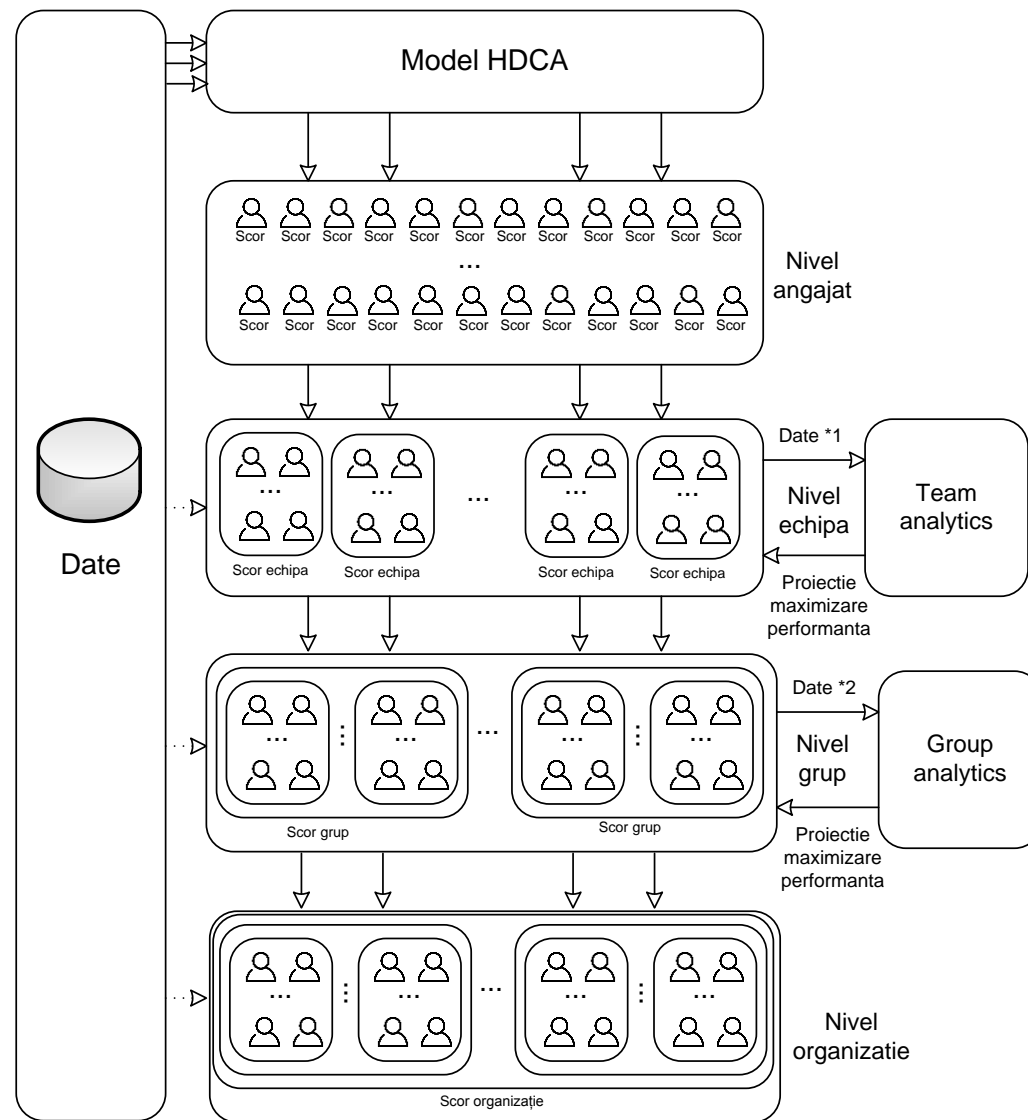 Model HDCA
Scor Scor Scor Scor Scor Scor Scor Scor Scor Scor Scor Scor
...
Scor Scor Scor Scor Scor Scor Scor Scor Scor Scor Scor Scor
Nivel
angajat
Date
... ... ... ... ...
Scor echipa Scor echipa Scor echipa Scor echipa
Date *1
Nivel
echipa
Proiectie
maximizare
performanta
Team
analytics
... ... ... ... ... ... ...
Scor grup Scor grup
Date *2
Nivel
grup
Proiectie
maximizare
performanta
Group
analytics
... ... ... ... ... ... ...
Scor organizație
Nivel
organizatie